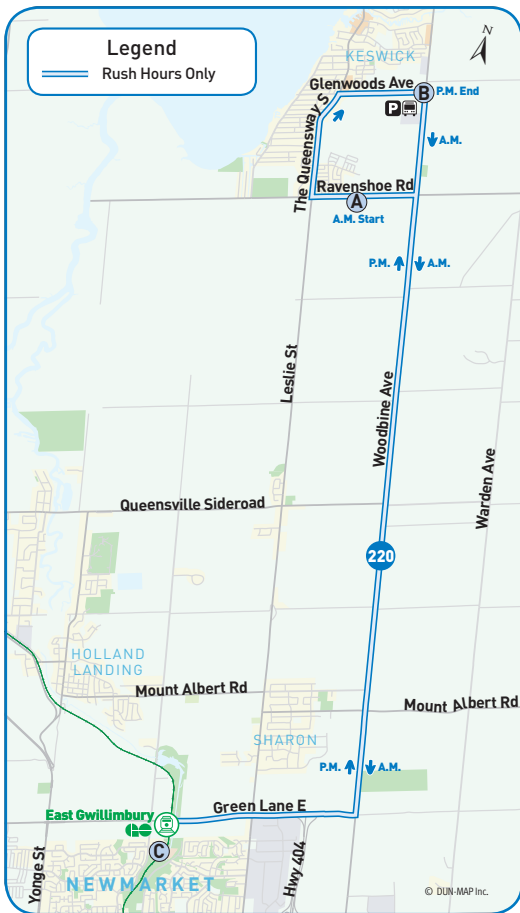 Legend
Rush Hours Only
N
KESWICK
Glenwoods Ave
B
P.M. End
P
The Queensway S
A.M.
Ravenshoe Rd
A
A.M. Start
P.M.
A.M.
Leslie St
Woodbine Ave
Warden Ave
Queensville Sideroad
220
HOLLAND
LANDING
Mount Albert Rd
Mount Albert Rd
SHARON
P.M.
A.M.
Green Lane E
East Gwillimbury
GO
C
Yonge St
Hwy 404
NEWMARKET
© DUN-MAP Inc.